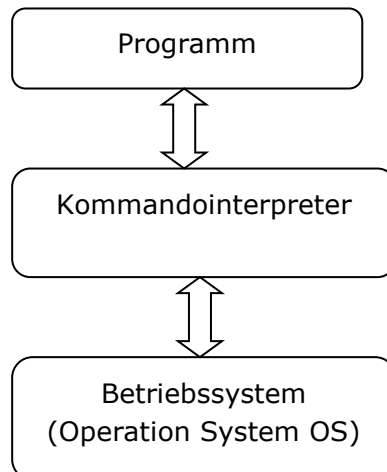 Programm
Kommandointerpreter
Betriebssystem
(Operation System OS)